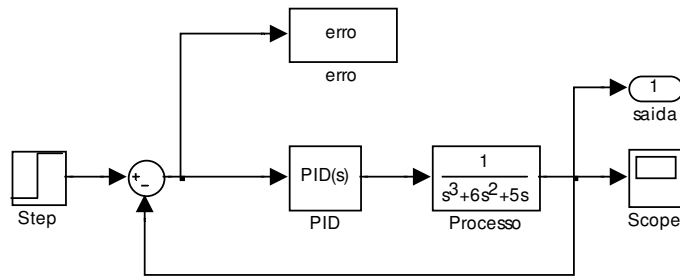 erro
erro
1
saida
+
−
Step
PID(s)
PID
1
s³+6s²+5s
Processo
Scope